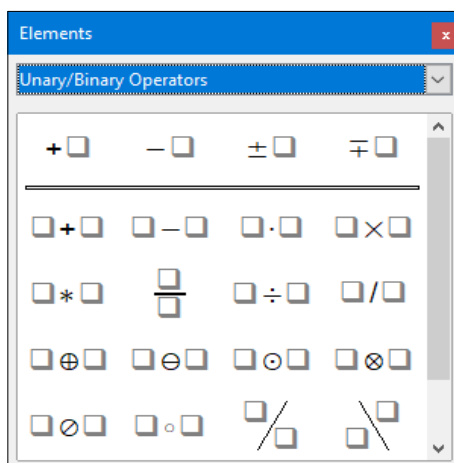 Elements
x
Unary/Binary Operators
+❏ −❏ ±❏ ∓❏
❏+❏ ❏−❏ ❏·❏ ❏×❏
❏∗❏ ❏/❏ ❏÷❏ ❏/❏
❏⊕❏ ❏⊖❏ ❏⊙❏ ❏⊗❏
❏⊘❏ ❏∘❏ ❏∕❏ ❏∖❏